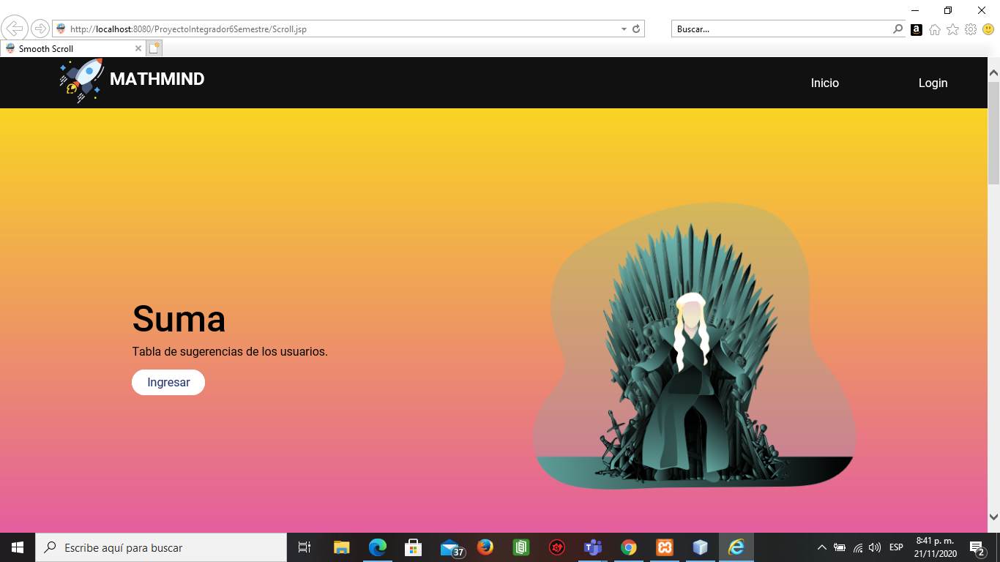 http://localhost:8080/ProyectoIntegrador6Semestre/Scroll.jsp
Buscar...
Smooth Scroll
MATHMIND
Inicio
Login
Suma
Tabla de sugerencias de los usuarios.
Ingresar
Escribe aquí para buscar
37
ESP
8:41 p. m.
21/11/2020
2